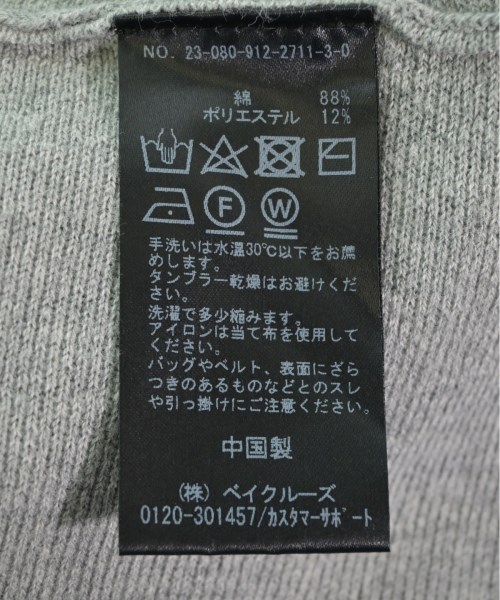 NO. 23-080-912-2711-3-0
綿 88%
ポリエステル 12%
F W
手洗いは水温30℃以下をお薦
めします。
タンブラー乾燥はお避けくだ
さい。
洗濯で多少縮みます。
アイロンは当て布を使用して
ください。
バッグやベルト、表面にざら
つきのあるものなどとのスレ
や引っ掛けにご注意ください。
中国製
(株) ベイクルーズ
0120-301457/カスタマーサポート